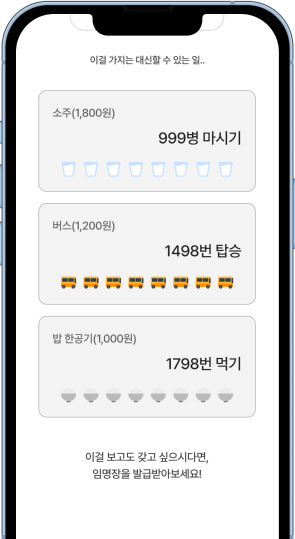 이걸 가지는 대신할 수 있는 일..
소주(1,800원)
999병 마시기
버스(1,200원)
1498번 탑승
밥 한공기(1,000원)
1798번 먹기
이걸 보고도 갖고 싶으시다면,
임명장을 발급받아보세요!